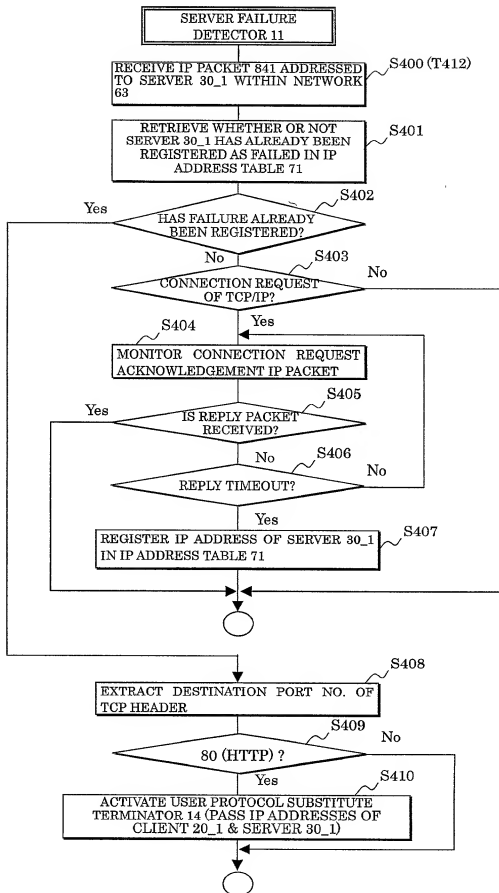 SERVER FAILURE
DETECTOR 11
RECEIVE IP PACKET 841 ADDRESSED
TO SERVER 30_1 WITHIN NETWORK
63
S400 (T412)
RETRIEVE WHETHER OR NOT
SERVER 30_1 HAS ALREADY BEEN
REGISTERED AS FAILED IN IP
ADDRESS TABLE 71
S401
S402
Yes
HAS FAILURE ALREADY
BEEN REGISTERED?
No
S403
No
CONNECTION REQUEST
OF TCP/IP?
Yes
S404
MONITOR CONNECTION REQUEST
ACKNOWLEDGEMENT IP PACKET
S405
Yes
IS REPLY PACKET
RECEIVED?
No
S406
No
REPLY TIMEOUT?
Yes
REGISTER IP ADDRESS OF SERVER 30_1
IN IP ADDRESS TABLE 71
S407
S408
EXTRACT DESTINATION PORT NO. OF
TCP HEADER
S409
No
80 (HTTP) ?
Yes
S410
ACTIVATE USER PROTOCOL SUBSTITUTE
TERMINATOR 14 (PASS IP ADDRESSES OF
CLIENT 20_1 & SERVER 30_1)